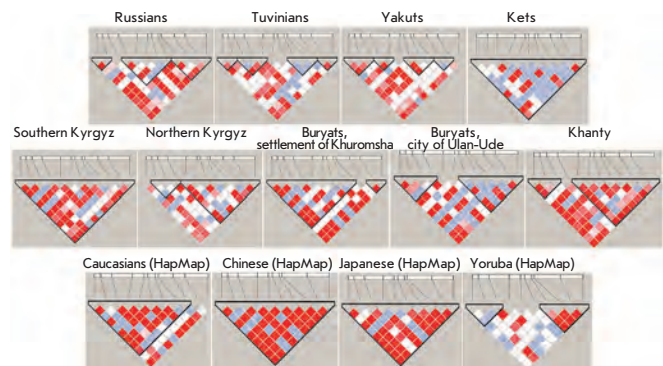 Russians Tuvinians Yakuts Kets
Southern Kyrgyz Northern Kyrgyz Buryats, settlement of Khuromsha Buryats, city of Ulan-Ude Khanty
Caucasians (HapMap) Chinese (HapMap) Japanese (HapMap) Yoruba (HapMap)